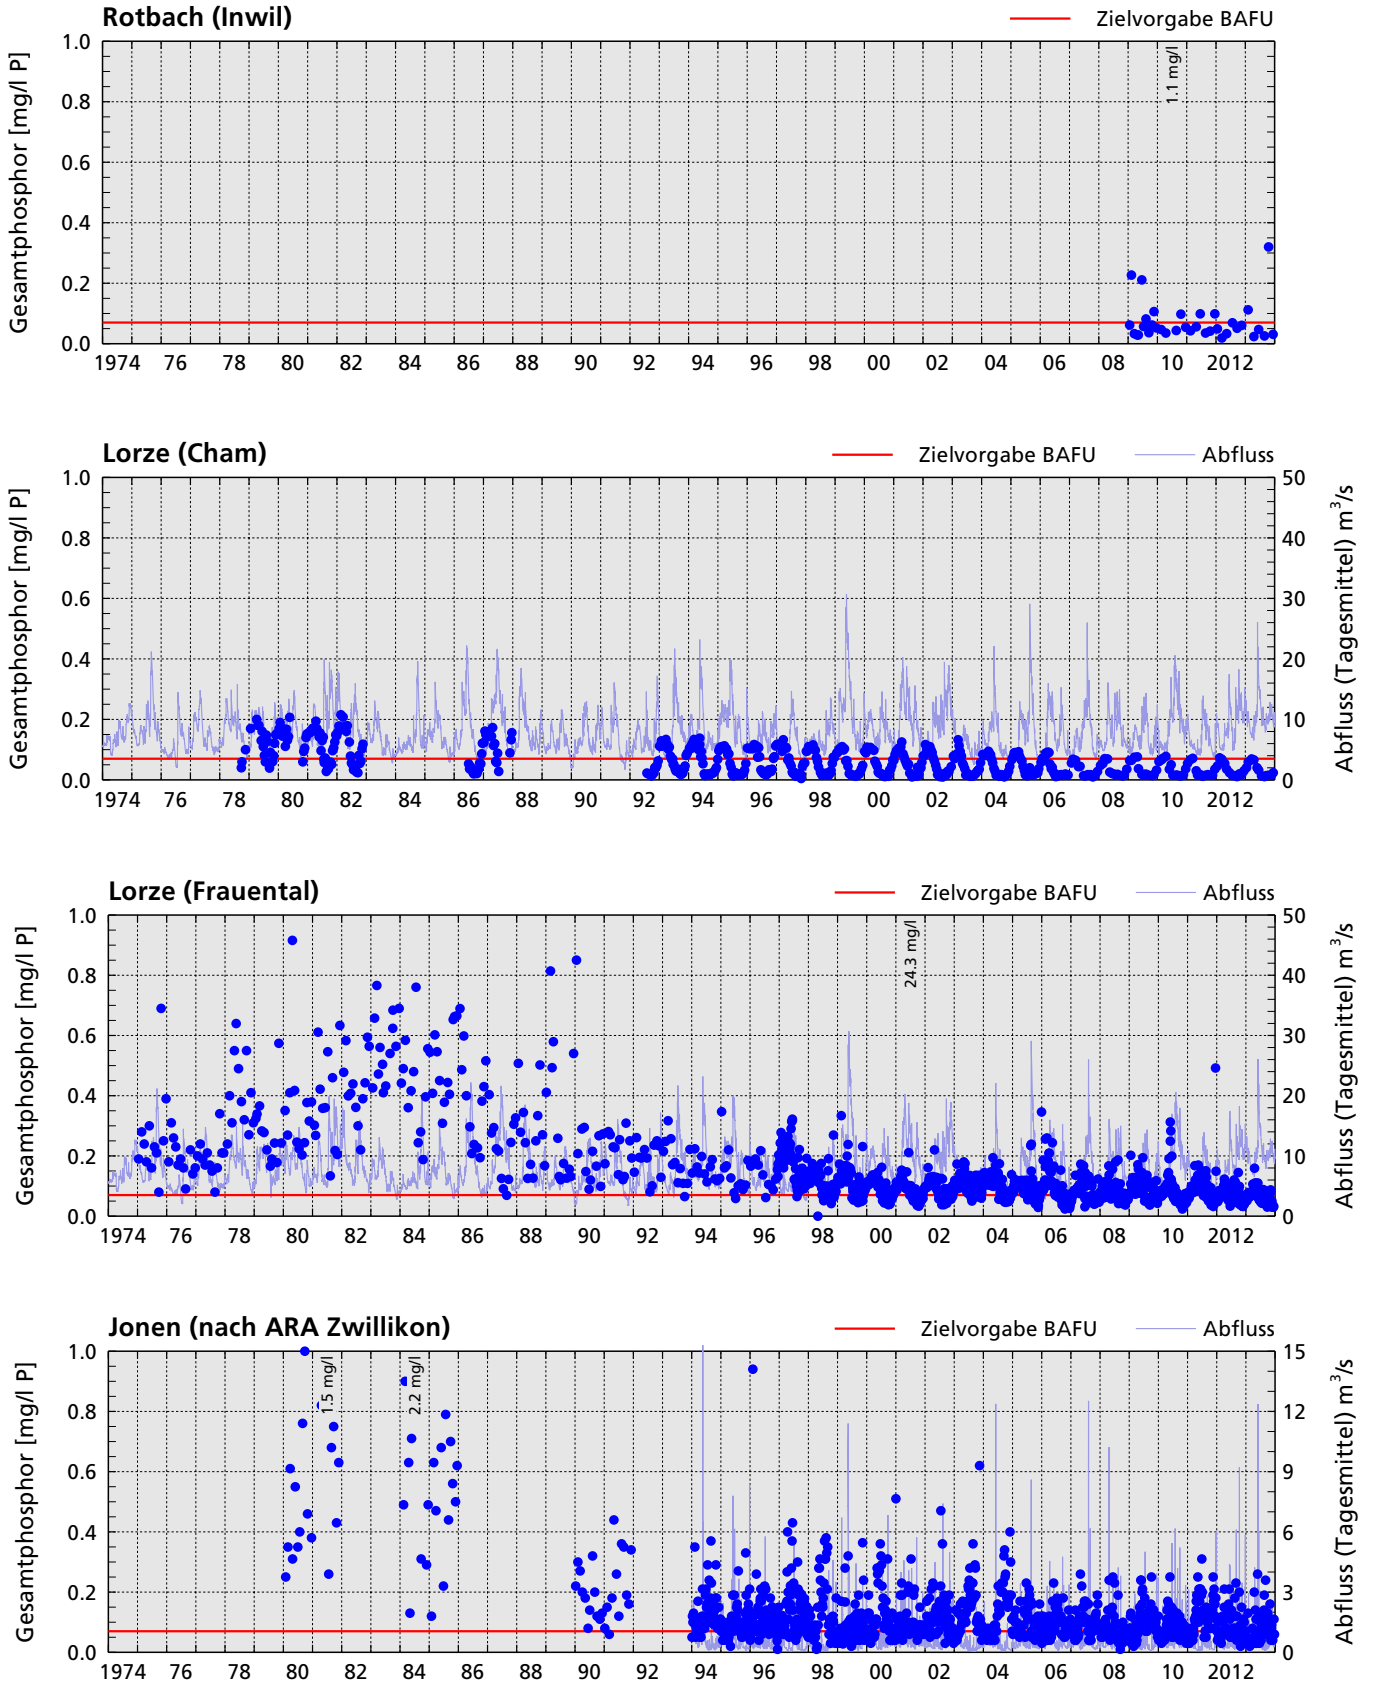 Rotbach (Inwil)
Zielvorgabe BAFU
Gesamtphosphor [mg/l P]
1.0
0.8
0.6
0.4
0.2
0.0
1.1 mg/l
1974 76 78 80 82 84 86 88 90 92 94 96 98 00 02 04 06 08 10 2012
Lorze (Cham)
Zielvorgabe BAFU Abfluss
Gesamtphosphor [mg/l P]
1.0
0.8
0.6
0.4
0.2
0.0
50
40
30
20
10
0
Abfluss (Tagesmittel) m³/s
1974 76 78 80 82 84 86 88 90 92 94 96 98 00 02 04 06 08 10 2012
Lorze (Frauental)
Zielvorgabe BAFU Abfluss
Gesamtphosphor [mg/l P]
1.0
0.8
0.6
0.4
0.2
0.0
24.3 mg/l
50
40
30
20
10
0
Abfluss (Tagesmittel) m³/s
1974 76 78 80 82 84 86 88 90 92 94 96 98 00 02 04 06 08 10 2012
Jonen (nach ARA Zwillikon)
Zielvorgabe BAFU Abfluss
Gesamtphosphor [mg/l P]
1.0
0.8
0.6
0.4
0.2
0.0
1.5 mg/l
2.2 mg/l
15
12
9
6
3
0
Abfluss (Tagesmittel) m³/s
1974 76 78 80 82 84 86 88 90 92 94 96 98 00 02 04 06 08 10 2012